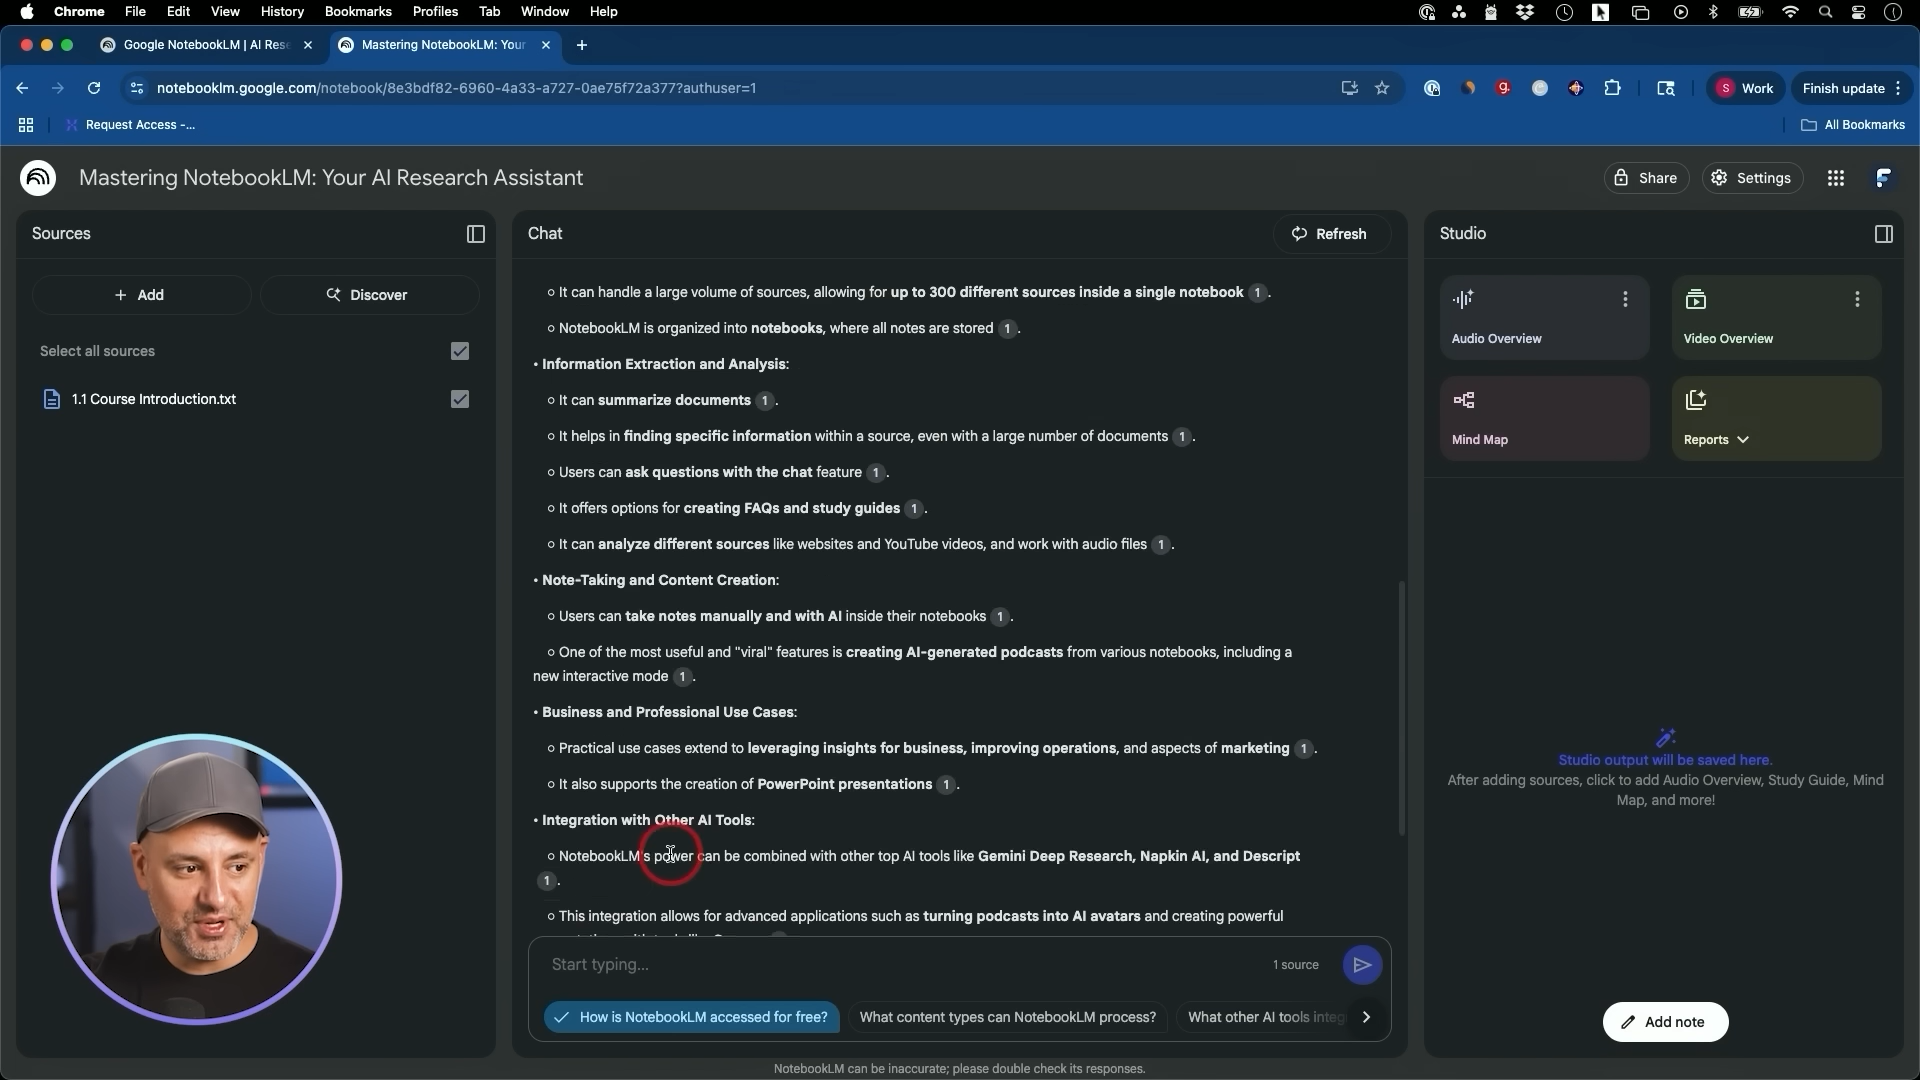 Chrome File Edit View History Bookmarks Profiles Tab Window Help
Google NotebookLM | AI Rese
Mastering NotebookLM: Your
notebooklm.google.com/notebook/8e3bdf82-6960-4a33-a727-0ae75f72a377?authuser=1
S Work
Finish update
Request Access -...
All Bookmarks
Mastering NotebookLM: Your AI Research Assistant
Share
Settings
Sources
+ Add
Discover
Select all sources
1.1 Course Introduction.txt
Chat
Refresh
◦ It can handle a large volume of sources, allowing for up to 300 different sources inside a single notebook 1 .
◦ NotebookLM is organized into notebooks, where all notes are stored 1 .
• Information Extraction and Analysis:
◦ It can summarize documents 1 .
◦ It helps in finding specific information within a source, even with a large number of documents 1 .
◦ Users can ask questions with the chat feature 1 .
◦ It offers options for creating FAQs and study guides 1 .
◦ It can analyze different sources like websites and YouTube videos, and work with audio files 1 .
• Note-Taking and Content Creation:
◦ Users can take notes manually and with AI inside their notebooks 1 .
◦ One of the most useful and "viral" features is creating AI-generated podcasts from various notebooks, including a
new interactive mode 1 .
• Business and Professional Use Cases:
◦ Practical use cases extend to leveraging insights for business, improving operations, and aspects of marketing 1 .
◦ It also supports the creation of PowerPoint presentations 1 .
• Integration with Other AI Tools:
◦ NotebookLM's power can be combined with other top AI tools like Gemini Deep Research, Napkin AI, and Descript
1 .
◦ This integration allows for advanced applications such as turning podcasts into AI avatars and creating powerful
Start typing...
1 source
How is NotebookLM accessed for free?
What content types can NotebookLM process?
What other AI tools integ
NotebookLM can be inaccurate; please double check its responses.
Studio
Audio Overview
Video Overview
Mind Map
Reports
Studio output will be saved here.
After adding sources, click to add Audio Overview, Study Guide, Mind
Map, and more!
Add note